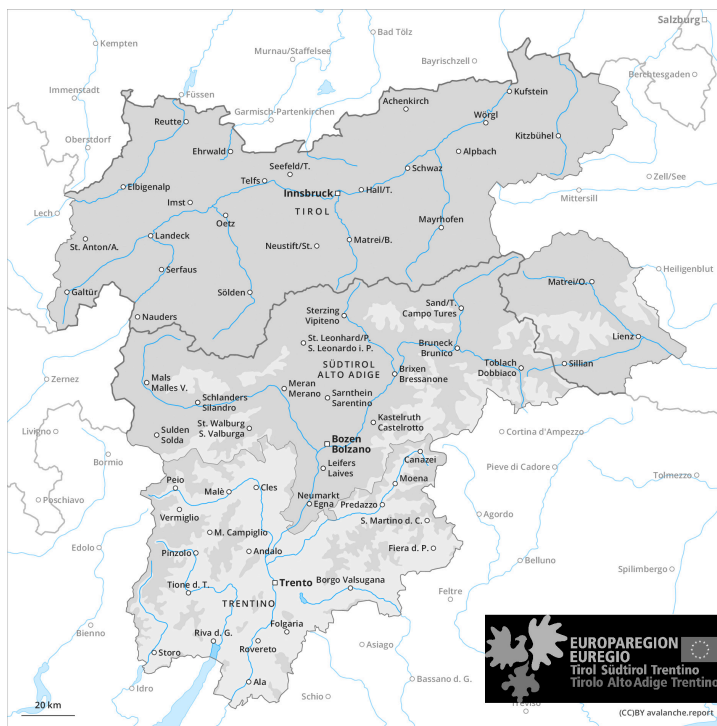 Salzburg
Bad Tölz
Kempten
Murnau/Staffelsee
Bayrischzell
Berchtesgaden
Immenstadt
Füssen
Achenkirch
Kufstein
Garmisch-Partenkirchen
Reutte
Wörgl
Kitzbühel
Oberstdorf
Ehrwald
Alpbach
Seefeld/T.
Schwaz
Zell/See
Elbigenalp
Telfs
Innsbruck
Hall/T.
Mittersill
Imst
TIROL
Lech
Oetz
Mayrhofen
St. Anton/A.
Landeck
Neustift/St.
Matrei/B.
Serfaus
Heiligenblut
Galtür
Sölden
Matrei/O.
Nauders
Sterzing
Vipiteno
Sand/T.
Campo Tures
St. Leonhard/P.
S. Leonardo i. P.
Bruneck
Brunico
Lienz
SÜDTIROL
ALTO ADIGE
Brixen
Bressanone
Toblach
Dobbiaco
Sillian
Zernez
Mals
Malles V.
Meran
Merano
Sarnthein
Sarentino
Schlanders
Silandro
St. Walburg
S. Valburga
Kastelruth
Castelrotto
Livigno
Sulden
Solda
Bozen
Bolzano
Cortina d'Ampezzo
Bormio
Leifers
Laives
Canazei
Pieve di Cadore
Tolmezzo
Peio
Malè
Cles
Moena
Poschiavo
Neumarkt
Egna
Predazzo
Vermiglio
S. Martino d. C.
Agordo
M. Campiglio
Edolo
Pinzolo
Andalo
Fiera d. P.
Belluno
Spilimbergo
Tione d. T.
Trento
Borgo Valsugana
Feltre
TRENTINO
Folgaria
Bienno
Riva d. G.
Rovereto
Asiago
Storo
Ala
Bassano d. G.
Idro
Schio
Treviso
EUROPAREGION
EUREGIO
Tirol Südtirol Trentino
Tirolo Alto Adige Trentino
20 km
(CC)BY avalanche.report